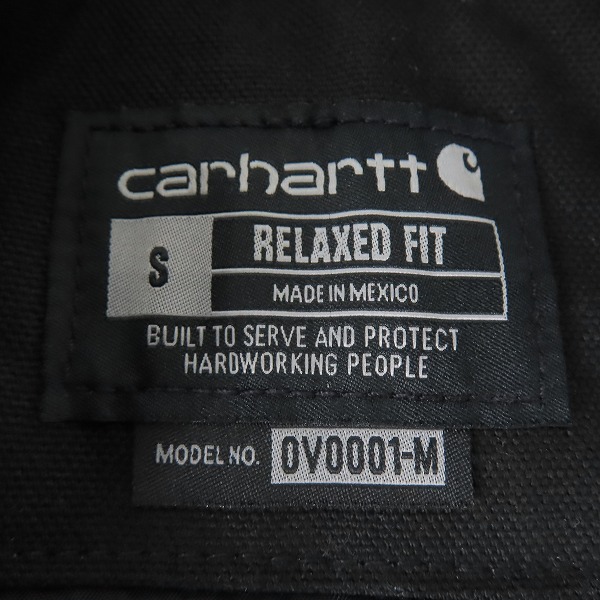 carhartt
S
RELAXED FIT
MADE IN MEXICO
BUILT TO SERVE AND PROTECT
HARDWORKING PEOPLE
MODEL NO. OV0001-M